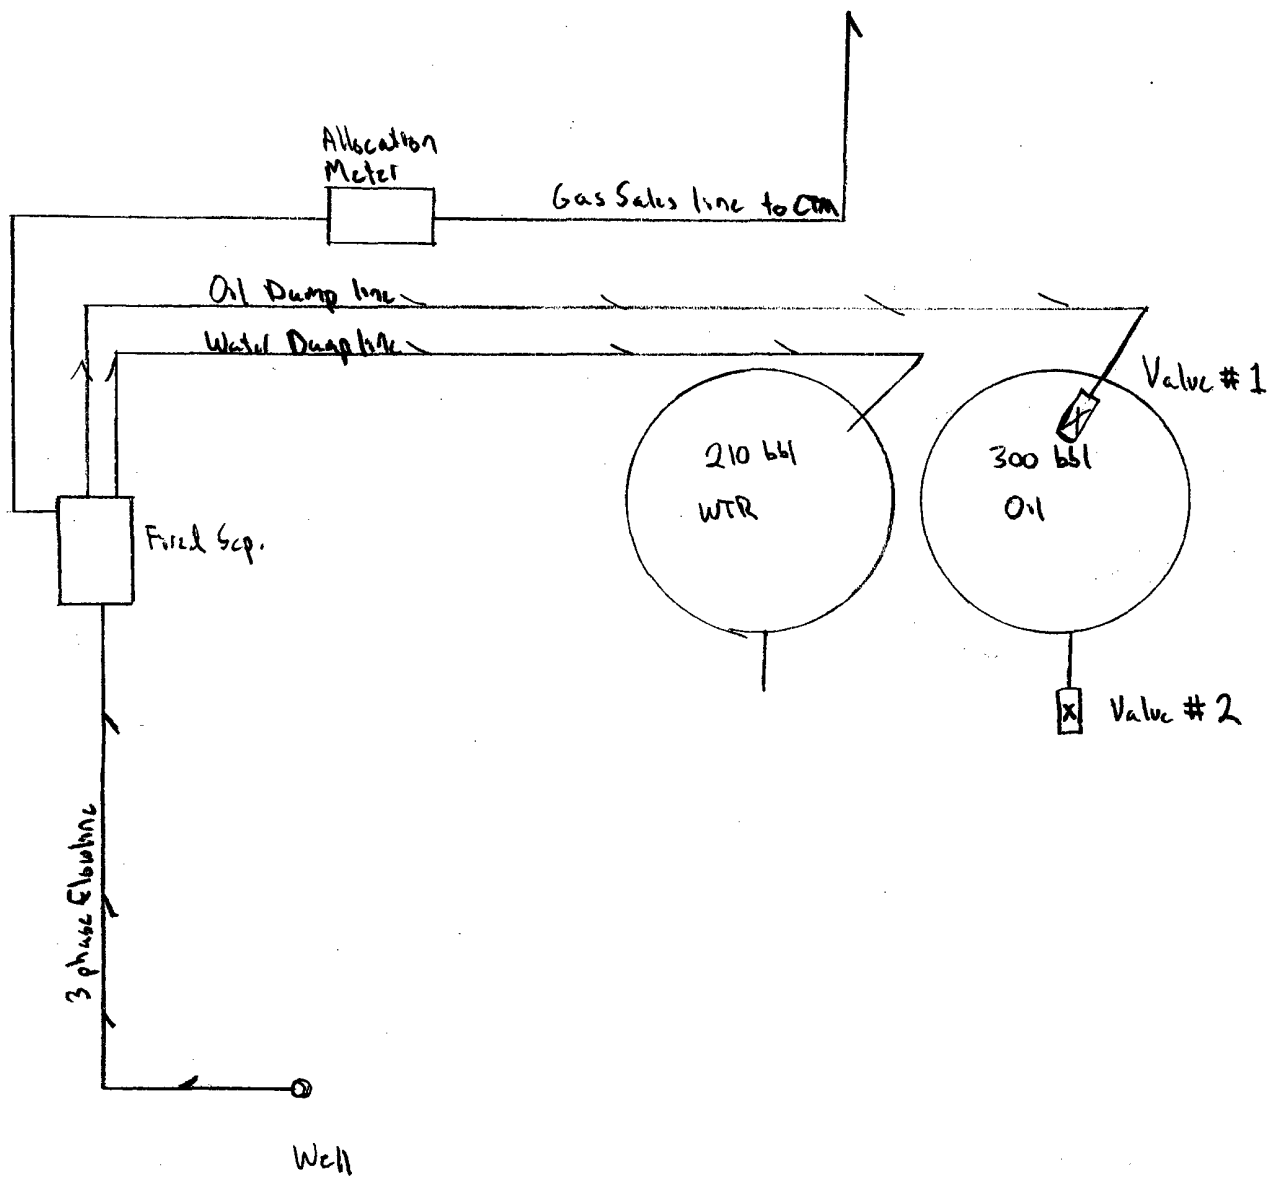 Allocation
Meter
Gas Sales line to CTM
Oil Dump line
Water Dump line
Valve # 1
210 bbl
WTR
300 bbl
Oil
Fired Sep.
Valve # 2
3 phase Flowline
Well